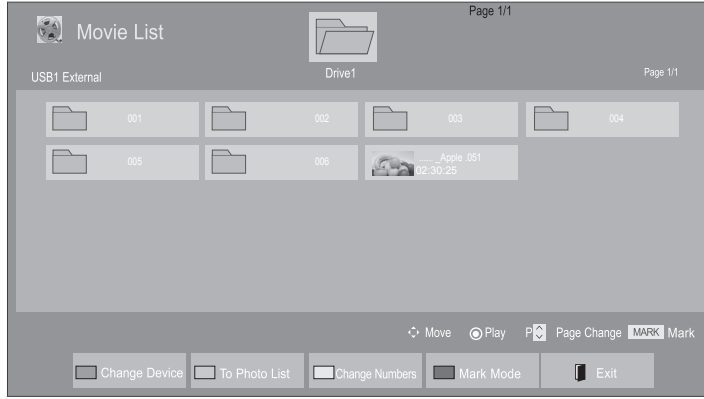 Page 1/1
Movie List
Drive1
USB1 External
Page 1/1
001
002
003
004
005
006
...... _Apple .051
02:30:25
Move
Play
P
Page Change
MARK
Mark
Change Device
To Photo List
Change Numbers
Mark Mode
Exit